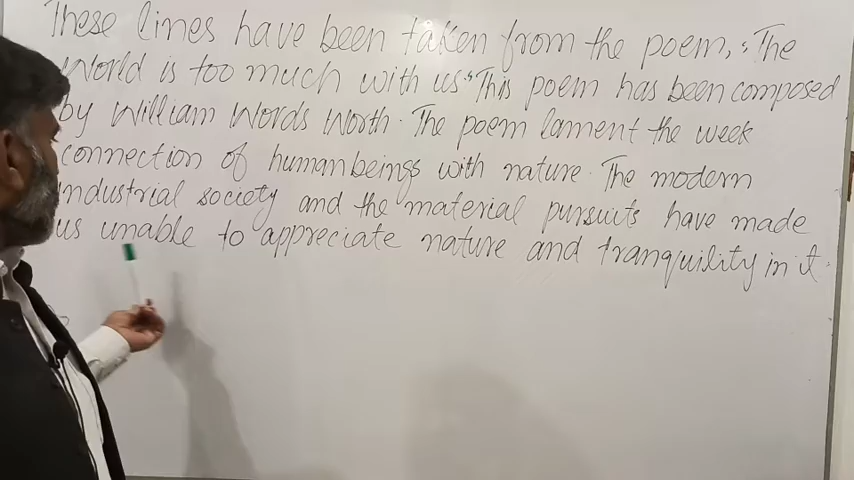 These lines have been taken from the poem, "The
World is too much with us" This poem has been composed
by William Words Worth. The poem lament the week
connection of human beings with nature. The modern
industrial society and the material pursuits have made
us unable to appreciate nature and tranquility in it.